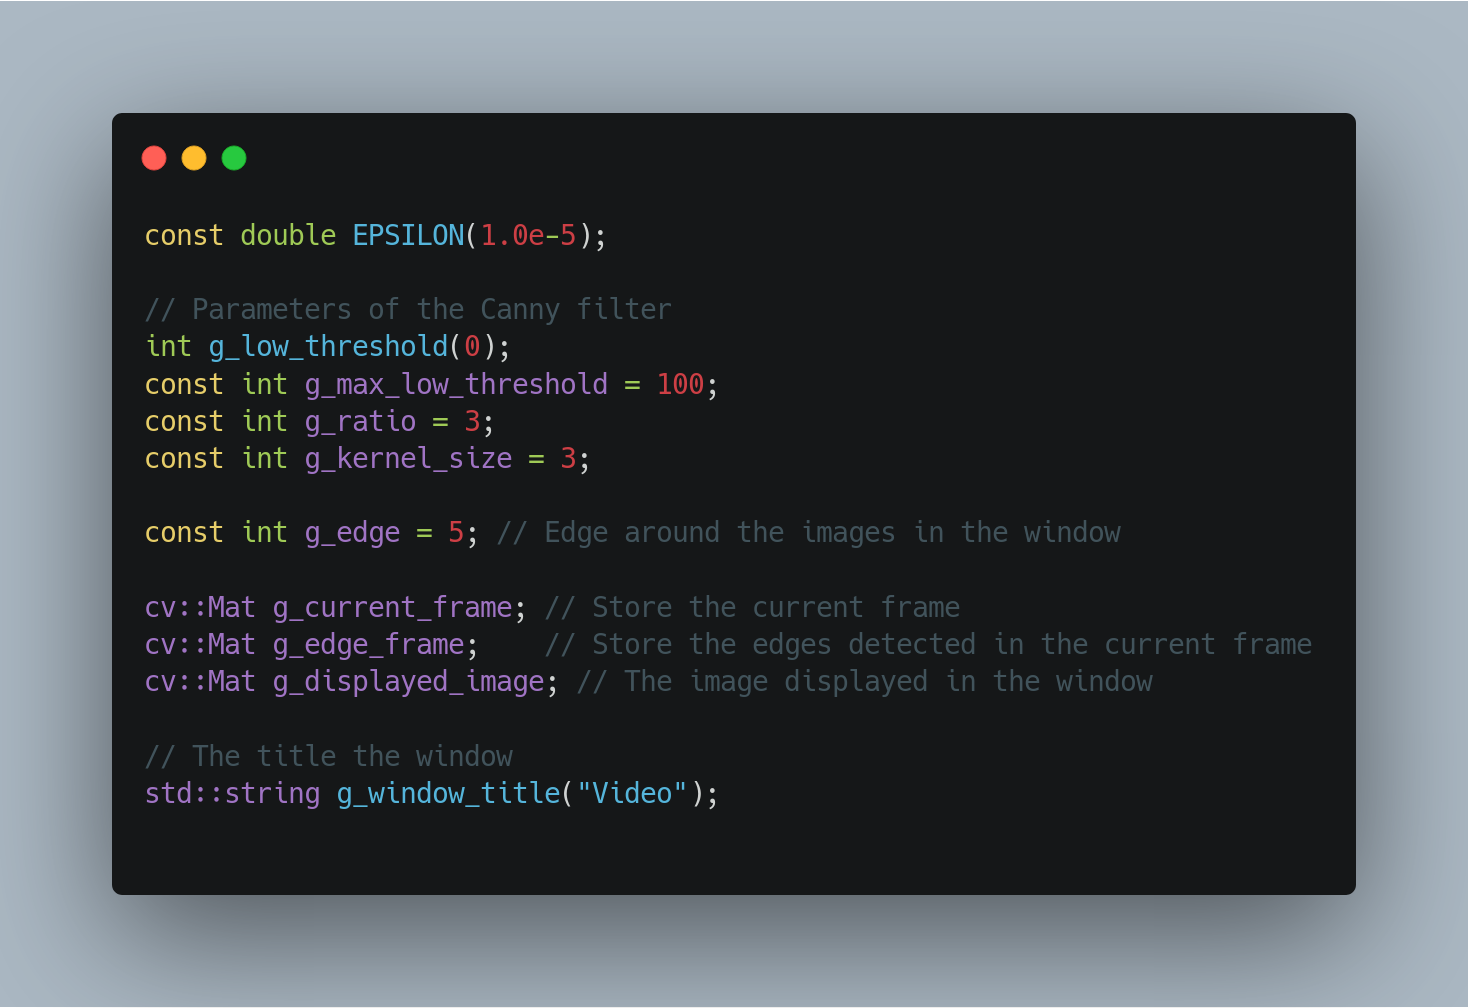 const double EPSILON(1.0e-5);
// Parameters of the Canny filter
int g_low_threshold(0);
const int g_max_low_threshold = 100;
const int g_ratio = 3;
const int g_kernel_size = 3;
const int g_edge = 5; // Edge around the images in the window
cv::Mat g_current_frame; // Store the current frame
cv::Mat g_edge_frame;    // Store the edges detected in the current frame
cv::Mat g_displayed_image; // The image displayed in the window
// The title the window
std::string g_window_title("Video");